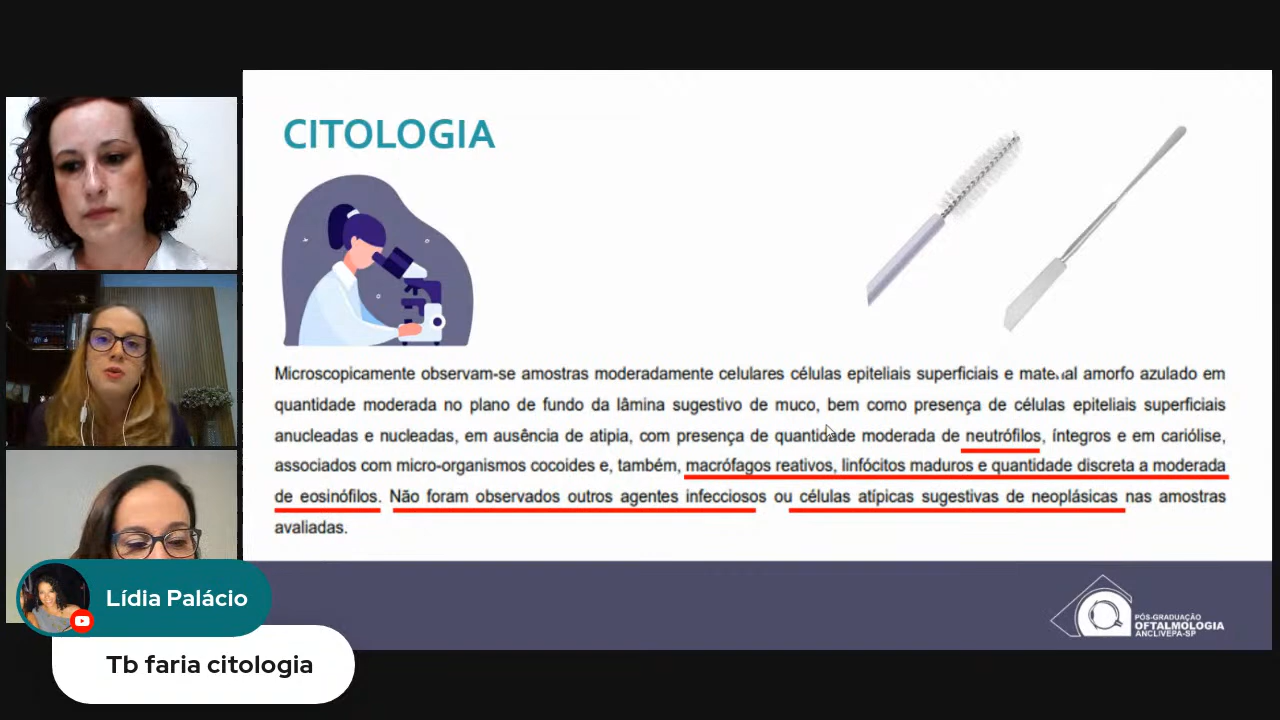 CITOLOGIA
Microscopicamente observam-se amostras moderadamente celulares células epiteliais superficiais e material amorfo azulado em
quantidade moderada no plano de fundo da lâmina sugestivo de muco, bem como presença de células epiteliais superficiais
anucleadas e nucleadas, em ausência de atipia, com presença de quantidade moderada de neutrófilos, íntegros e em cariólise,
associados com micro-organismos cocoides e, também, macrófagos reativos, linfócitos maduros e quantidade discreta a moderada
de eosinófilos. Não foram observados outros agentes infecciosos ou células atípicas sugestivas de neoplásicas nas amostras
avaliadas.
PÓS-GRADUAÇÃO
OFTALMOLOGIA
ANCLIVEPA-SP
Lídia Palácio
Tb faria citologia